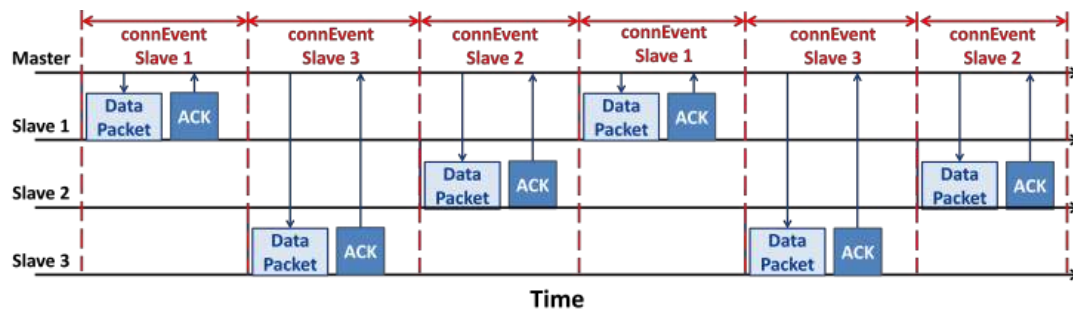 connEvent
Slave 1
connEvent
Slave 3
connEvent
Slave 2
connEvent
Slave 1
connEvent
Slave 3
connEvent
Slave 2
Master
Slave 1
Data
Packet
ACK
Data
Packet
ACK
Slave 2
Data
Packet
ACK
Data
Packet
ACK
Slave 3
Data
Packet
ACK
Data
Packet
ACK
Time